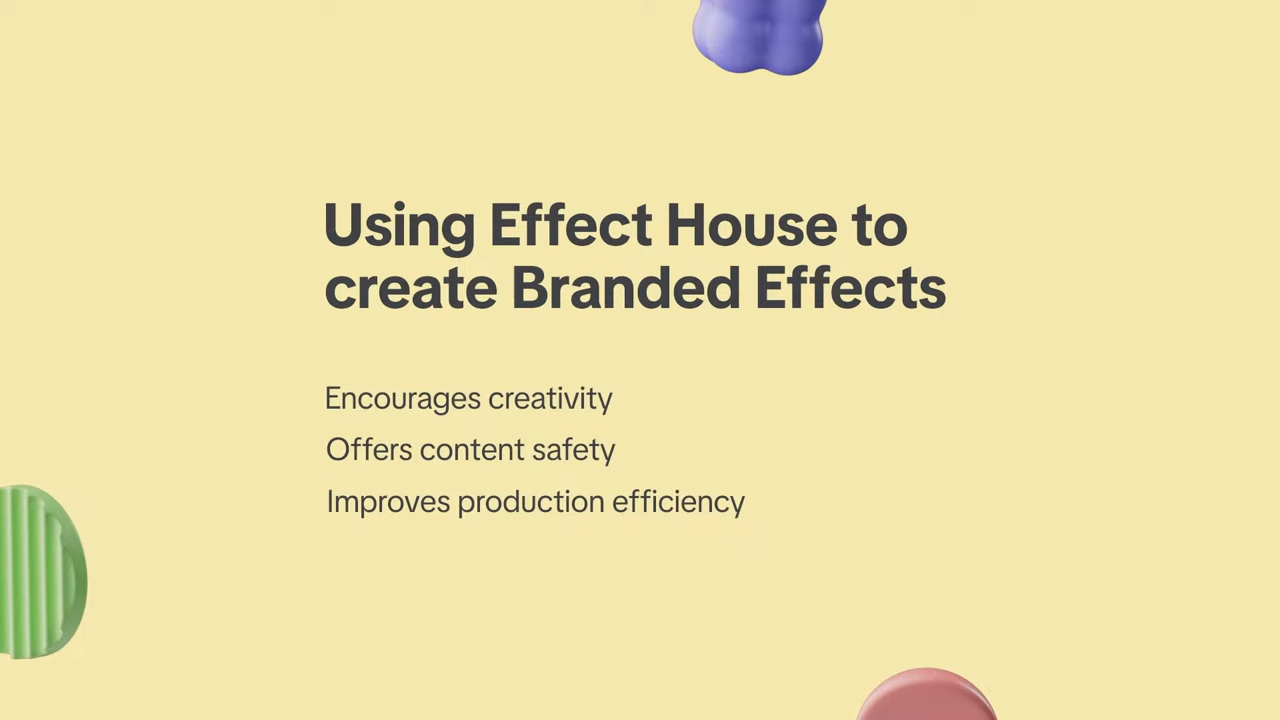 Using Effect House to
create Branded Effects
Encourages creativity
Offers content safety
Improves production efficiency